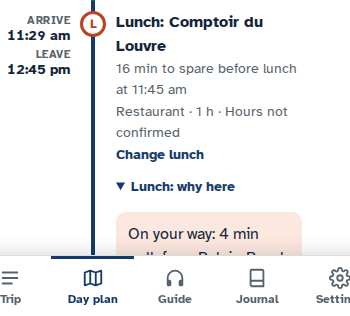 ARRIVE
11:29 am
LEAVE
12:45 pm
L
Lunch: Comptoir du
Louvre
16 min to spare before lunch
at 11:45 am
Restaurant · 1 h · Hours not
confirmed
Change lunch
▼ Lunch: why here
On your way: 4 min
Trip
Day plan
Guide
Journal